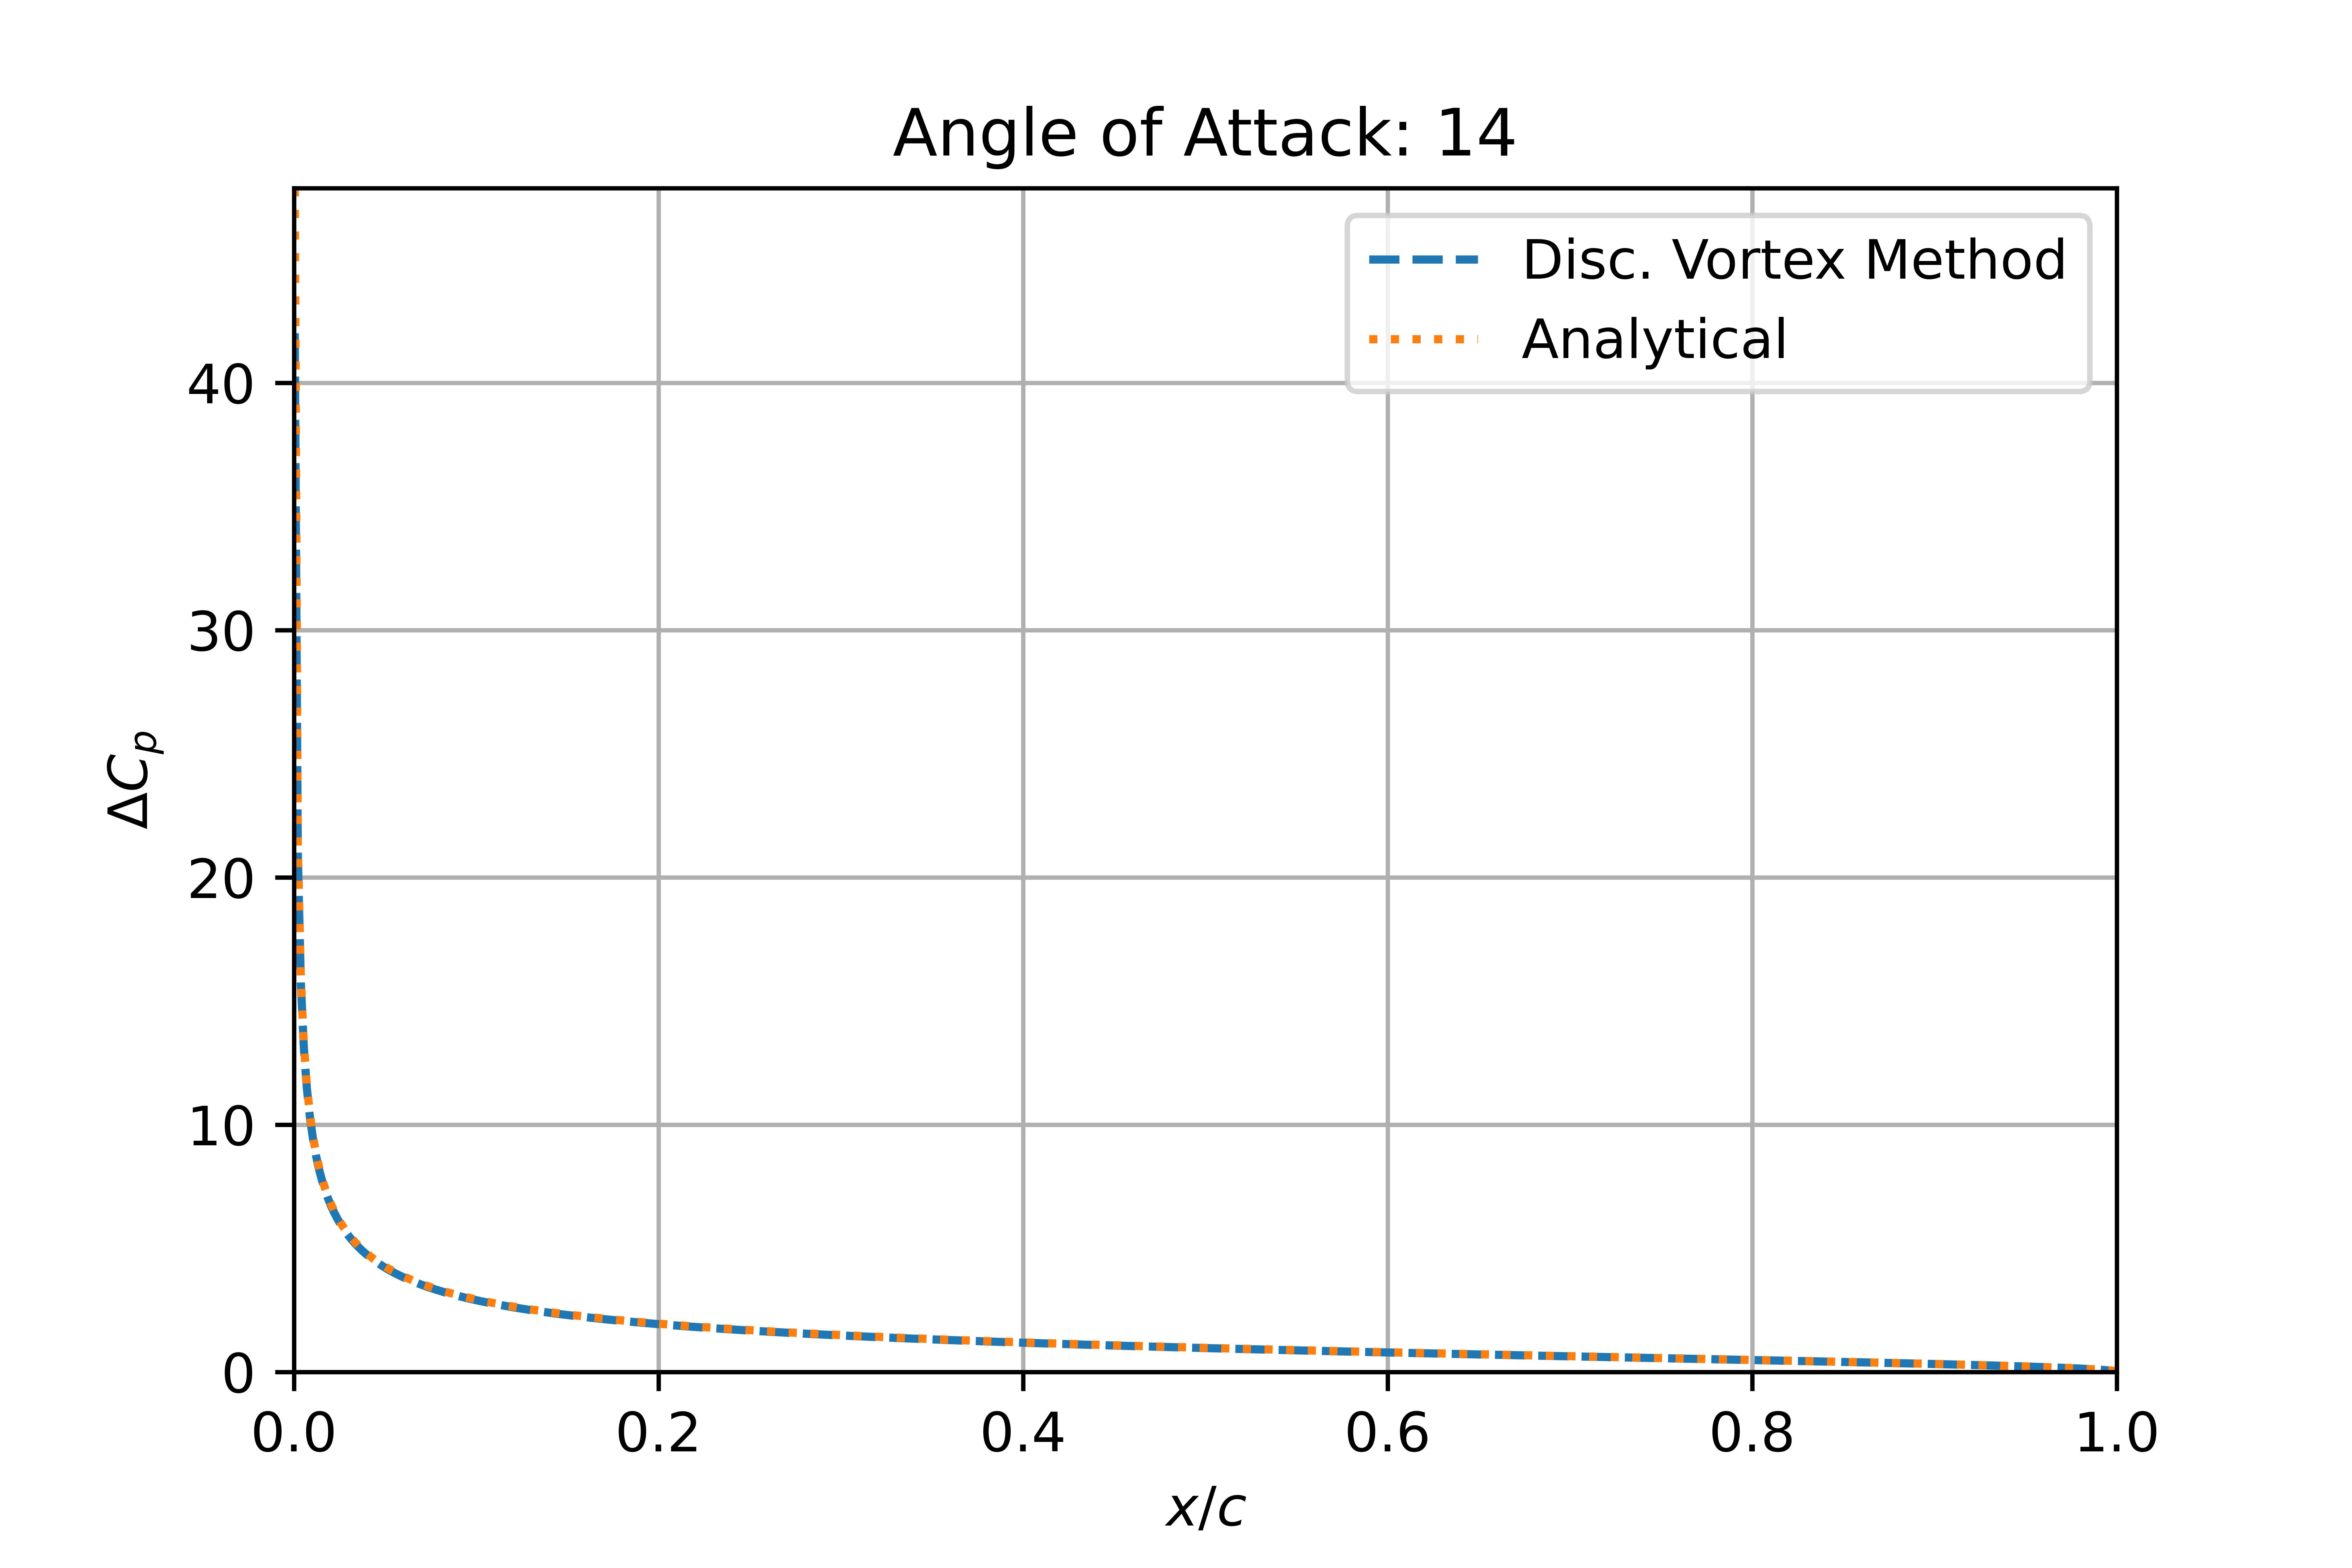 Angle of Attack: 14
Disc. Vortex Method
Analytical
40
30
20
10
0
ΔCp
0.0 0.2 0.4 0.6 0.8 1.0
x/c